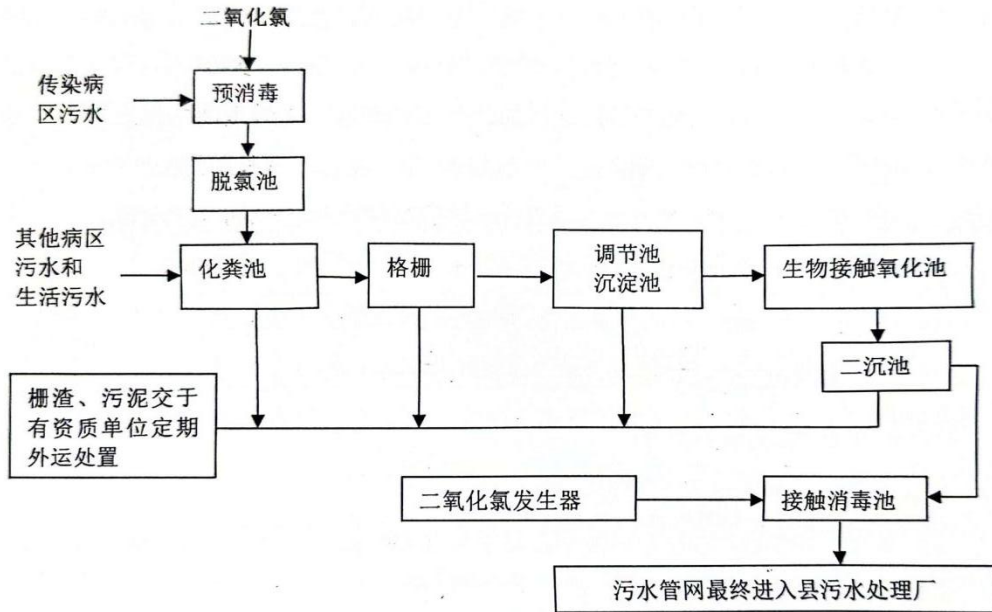 二氧化氯
传染病
区污水
预消毒
脱氯池
其他病区
污水和
生活污水
化粪池
格栅
调节池
沉淀池
生物接触氧化池
二沉池
栅渣、污泥交于
有资质单位定期
外运处置
二氧化氯发生器
接触消毒池
污水管网最终进入县污水处理厂